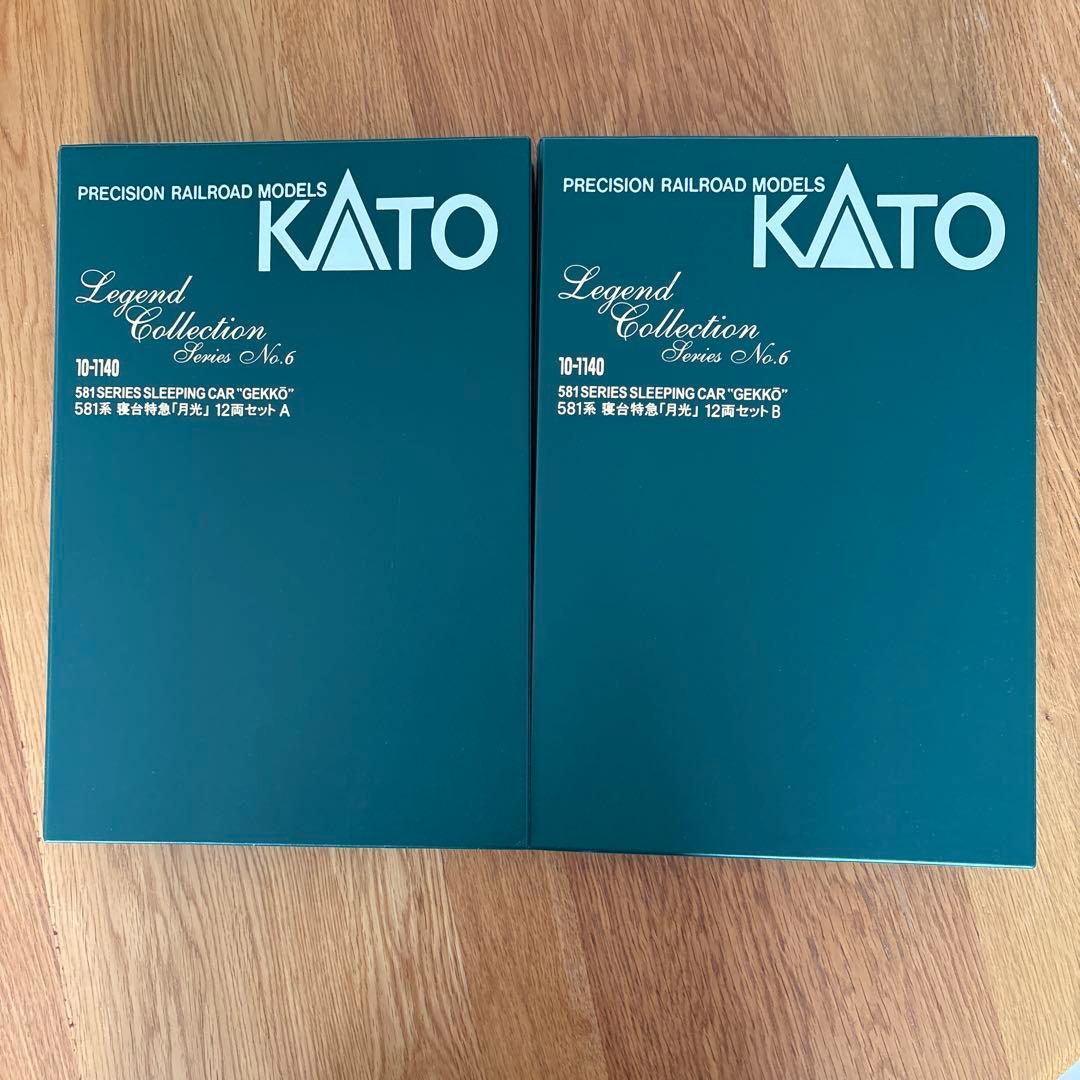 PRECISION RAILROAD MODELS
KATO
Legend
Collection
Series No.6
10-1140
581 SERIES SLEEPING CAR "GEKKŌ"
581系 寝台特急「月光」 12両セット A
PRECISION RAILROAD MODELS
KATO
Legend
Collection
Series No.6
10-1140
581 SERIES SLEEPING CAR "GEKKŌ"
581系 寝台特急「月光」 12両セット B